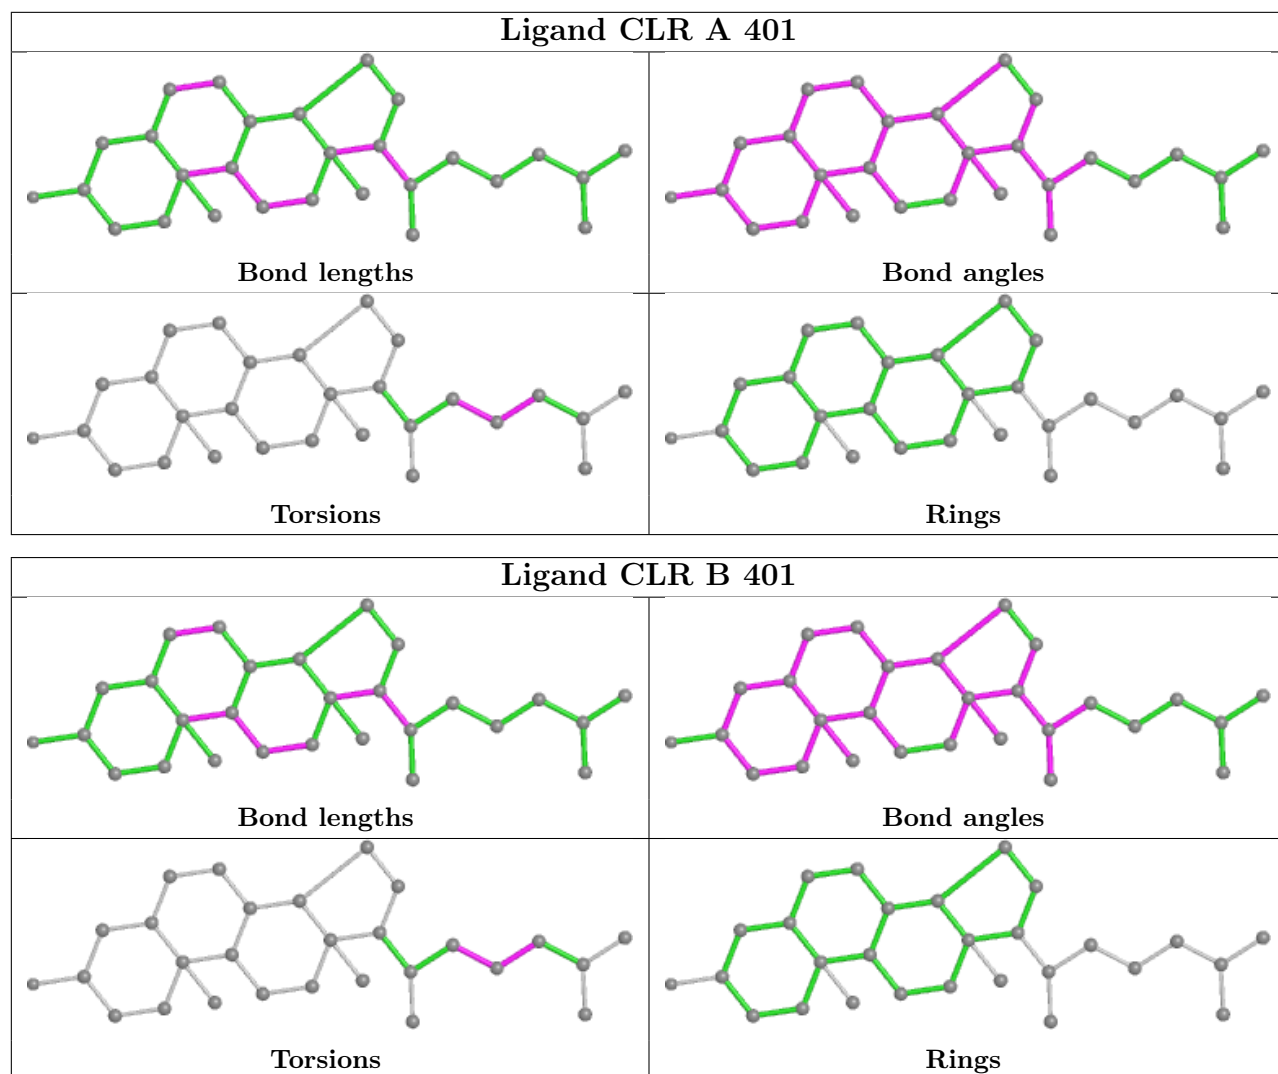 Ligand CLR A 401
Bond lengths
Bond angles
Torsions
Rings
Ligand CLR B 401
Bond lengths
Bond angles
Torsions
Rings